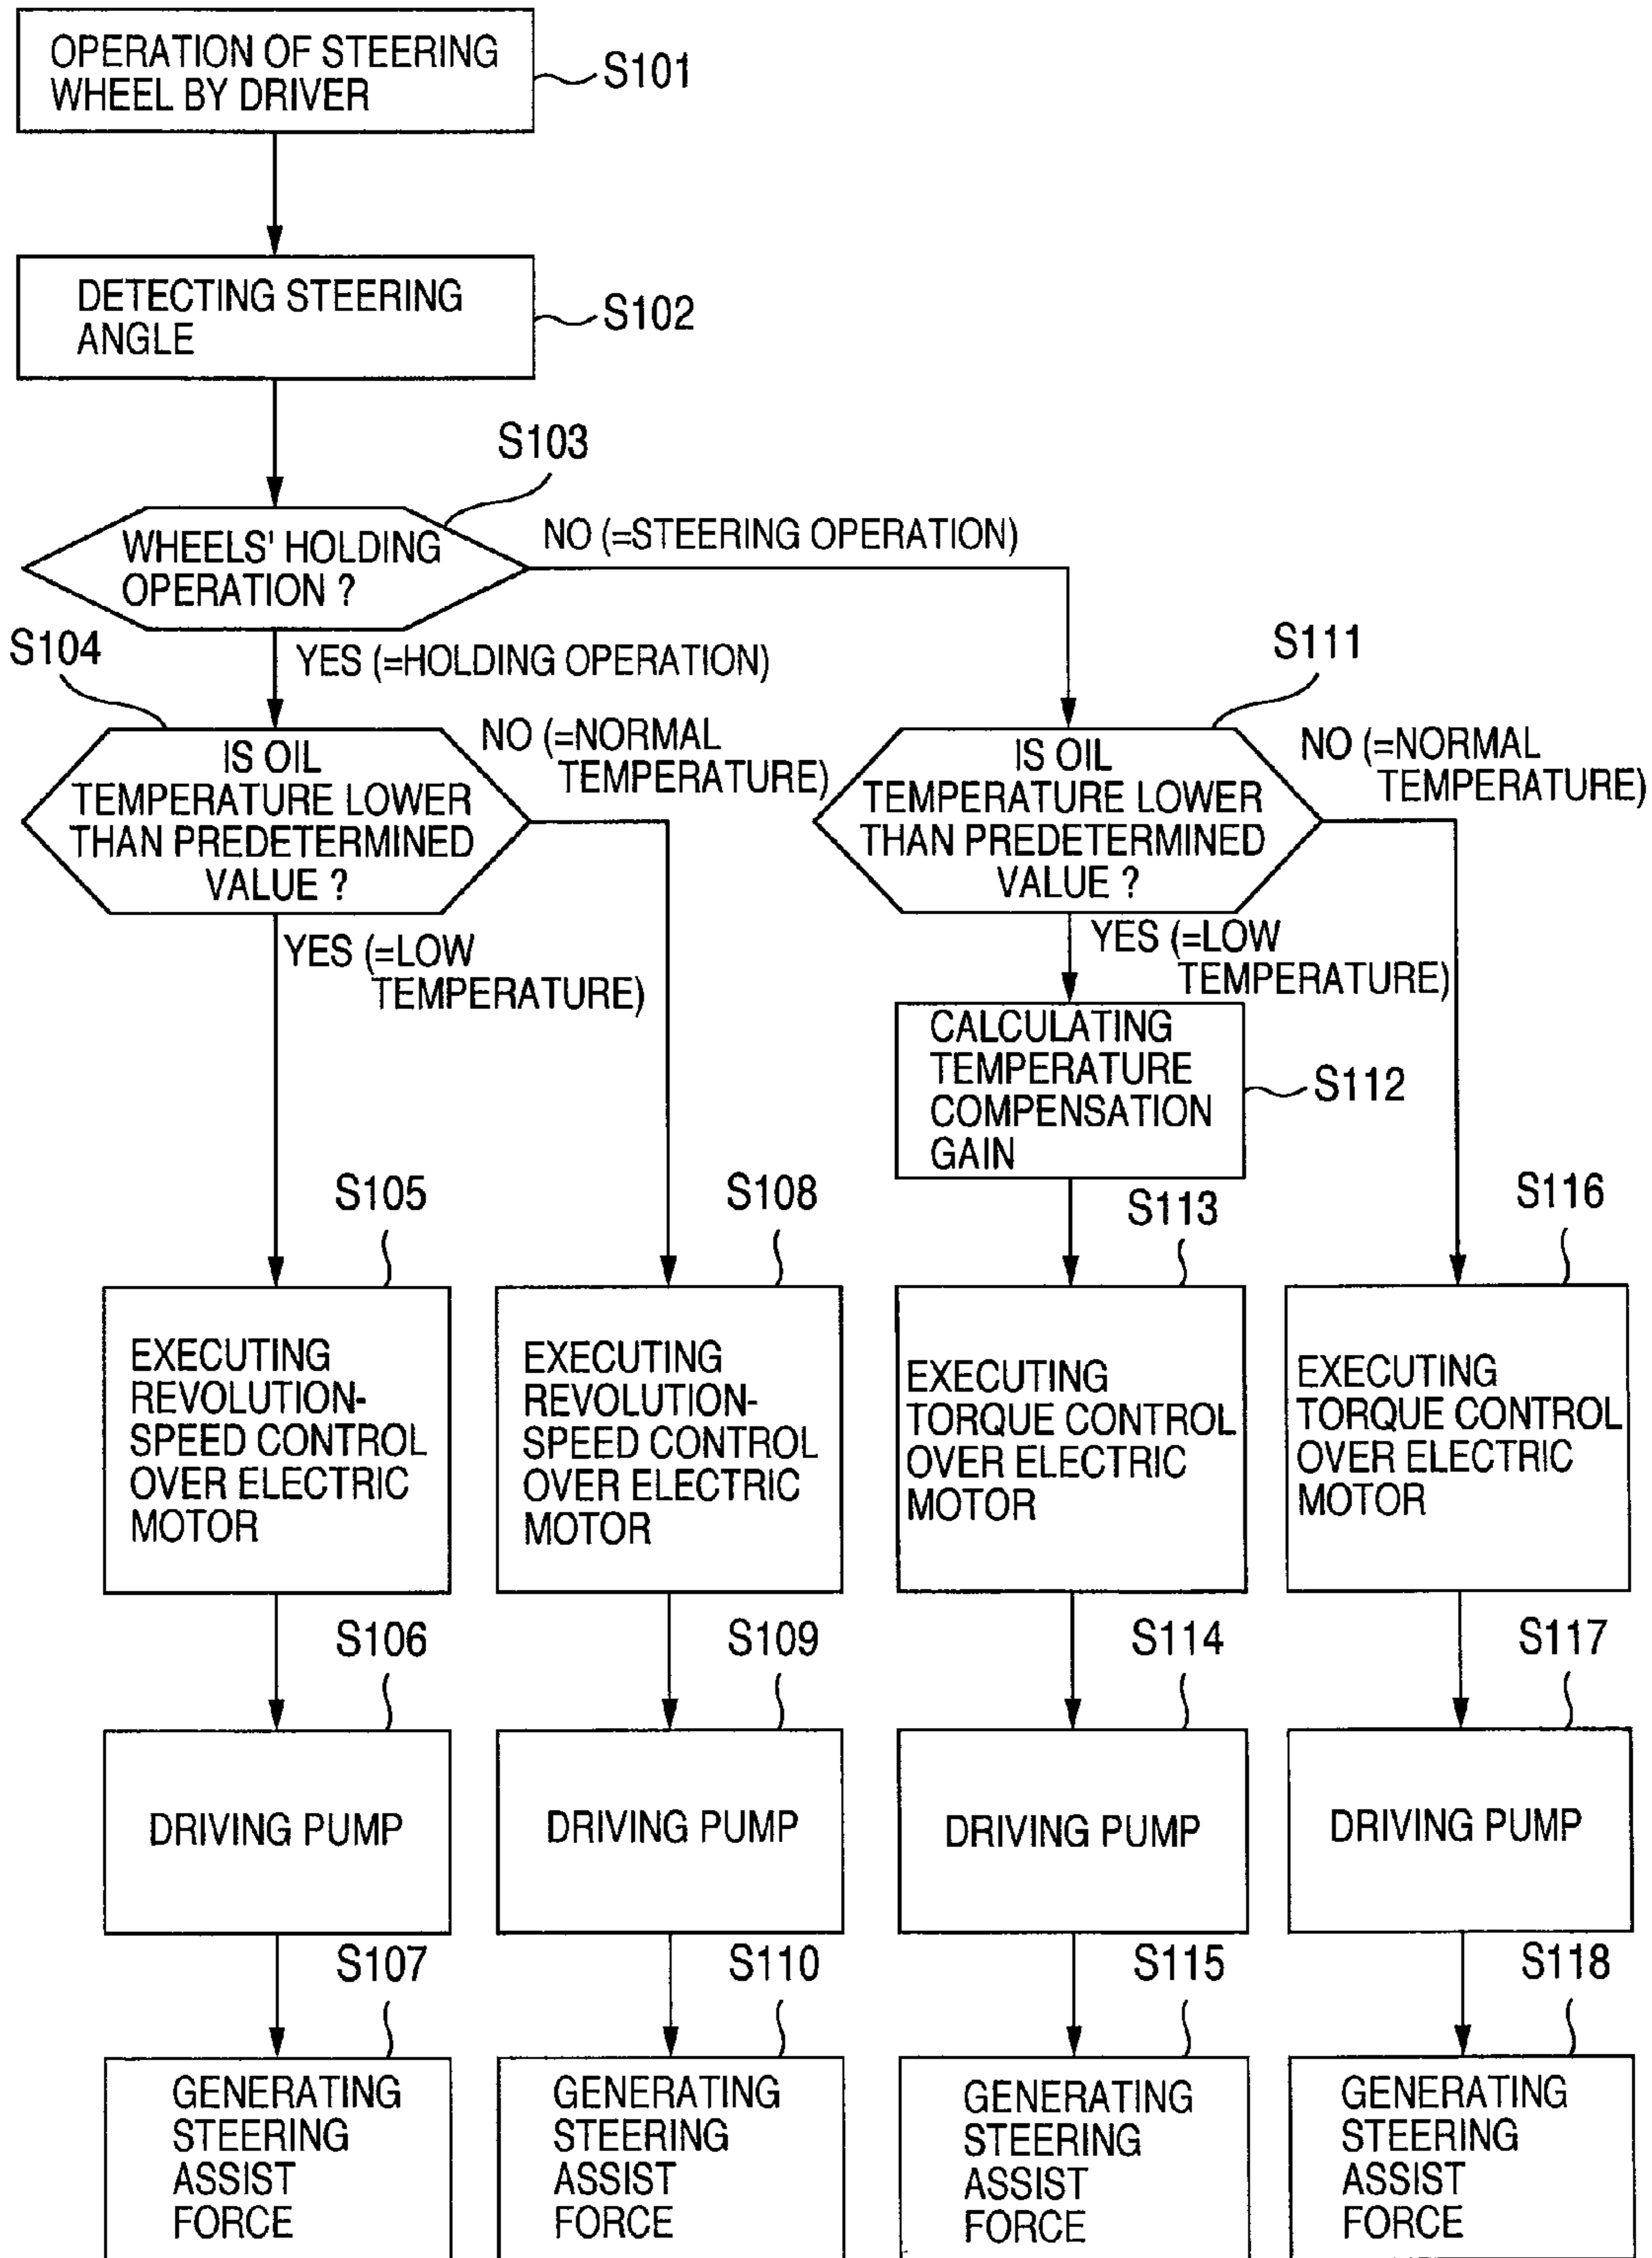 OPERATION OF STEERING
WHEEL BY DRIVER
S101
DETECTING STEERING
ANGLE
S102
S103
WHEELS' HOLDING
OPERATION ?
NO (=STEERING OPERATION)
YES (=HOLDING OPERATION)
S104
IS OIL
TEMPERATURE LOWER
THAN PREDETERMINED
VALUE ?
NO (=NORMAL
TEMPERATURE)
YES (=LOW
TEMPERATURE)
S111
IS OIL
TEMPERATURE LOWER
THAN PREDETERMINED
VALUE ?
NO (=NORMAL
TEMPERATURE)
YES (=LOW
TEMPERATURE)
CALCULATING
TEMPERATURE
COMPENSATION
GAIN
S112
S105
EXECUTING
REVOLUTION-
SPEED CONTROL
OVER ELECTRIC
MOTOR
S108
EXECUTING
REVOLUTION-
SPEED CONTROL
OVER ELECTRIC
MOTOR
S113
EXECUTING
TORQUE CONTROL
OVER ELECTRIC
MOTOR
S116
EXECUTING
TORQUE CONTROL
OVER ELECTRIC
MOTOR
S106
DRIVING PUMP
S109
DRIVING PUMP
S114
DRIVING PUMP
S117
DRIVING PUMP
S107
GENERATING
STEERING
ASSIST
FORCE
S110
GENERATING
STEERING
ASSIST
FORCE
S115
GENERATING
STEERING
ASSIST
FORCE
S118
GENERATING
STEERING
ASSIST
FORCE